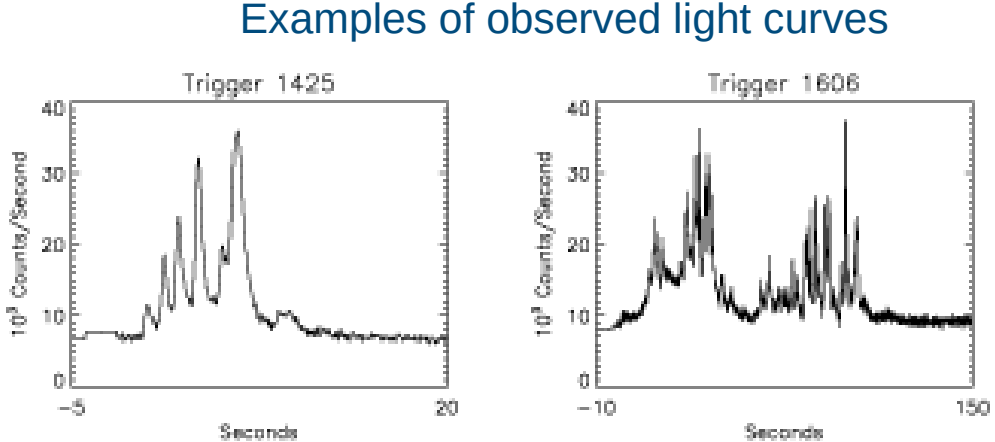 Examples of observed light curves
Trigger 1425
40
30
20
10
0
10³ Counts/Second
−5
20
Seconds
Trigger 1606
40
30
20
10
0
10³ Counts/Second
−10
150
Seconds